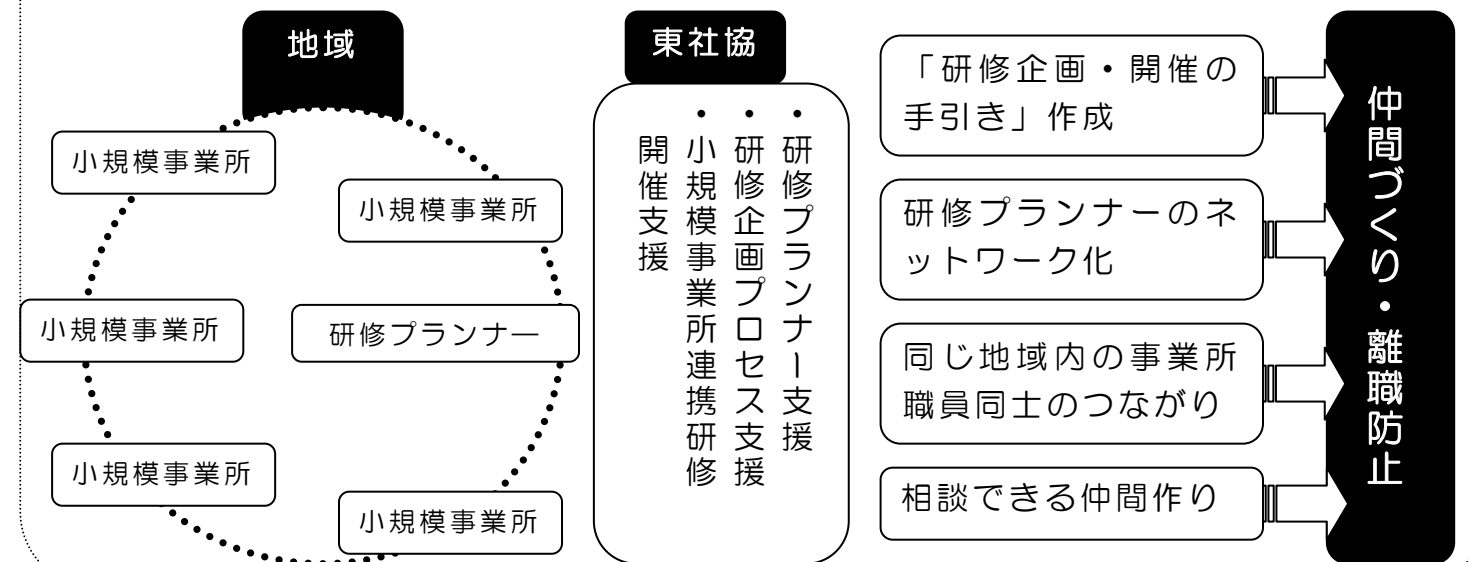 地域
小規模事業所
小規模事業所
小規模事業所
研修プランナー
小規模事業所
小規模事業所
東社協
・研修プランナー支援
・研修企画プロセス支援
・小規模事業所連携研修
開催支援
「研修企画・開催の
手引き」作成
研修プランナーのネ
ットワーク化
同じ地域内の事業所
職員同士のつながり
相談できる仲間作り
仲間づくり・離職防止